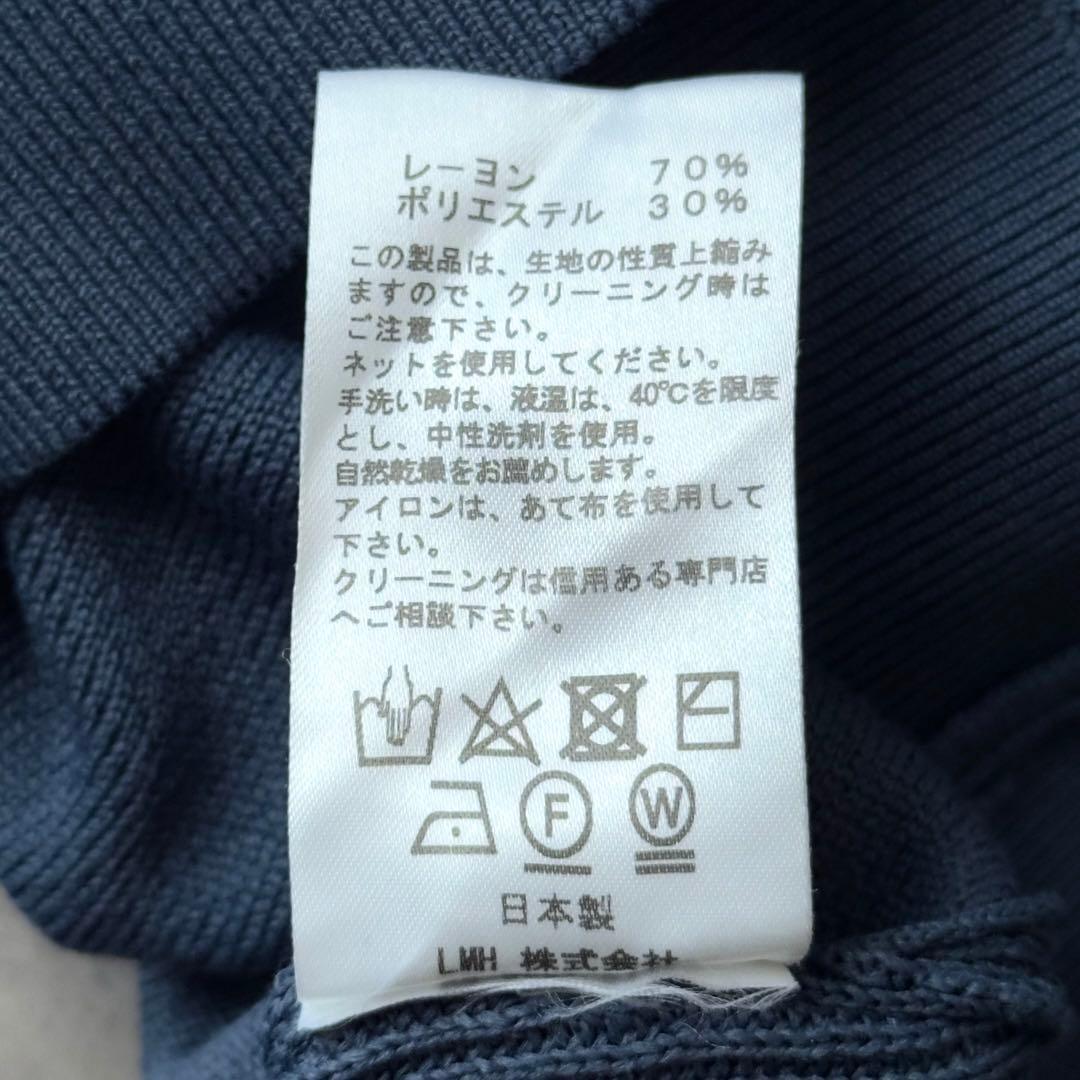 レーヨン 70%
ポリエステル 30%
この製品は、生地の性質上縮み
ますので、クリーニング時は
ご注意下さい。
ネットを使用してください。
手洗い時は、液温は、40℃を限度
とし、中性洗剤を使用。
自然乾燥をお薦めします。
アイロンは、あて布を使用して
下さい。
クリーニングは信用ある専門店
へご相談下さい。
F W
日本製
LMH 株式会社